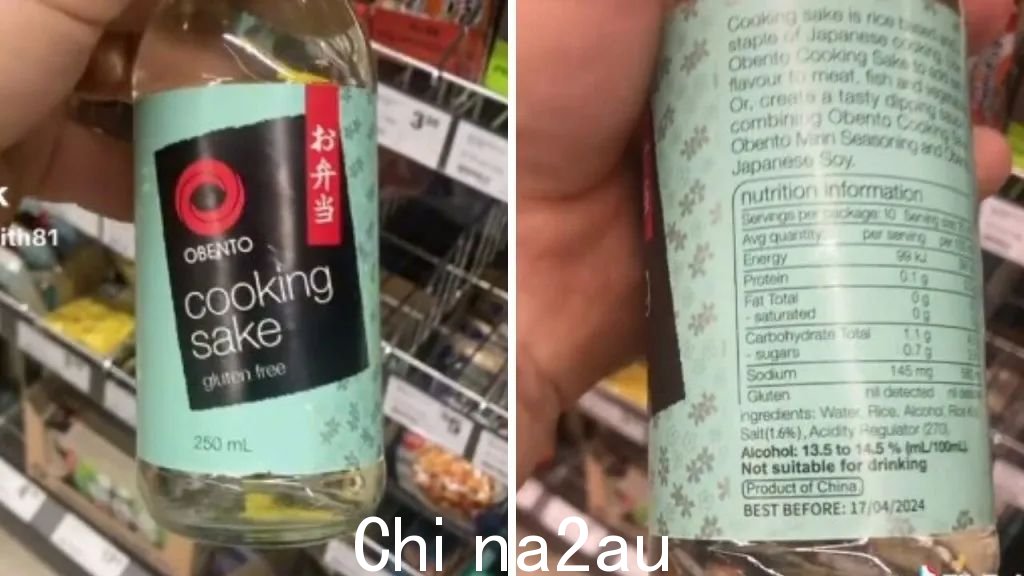 お弁当
OBENTO
cooking
sake
gluten free
250 mL
ith81
Cooking sake is rice
staple of Japanese cooking
Obento Cooking Sake to add
flavour to meat, fish and
Or, create a tasty dipping
combining Obento Cooking
Obento Mirin Seasoning and
Japanese Soy.
nutrition information
Servings per package: 10 Serving
Avg quantity per serving per
Energy 99 kJ
Protein 0.1 g
Fat Total 0 g
- saturated 0 g
Carbohydrate Total 1.1 g
- sugars 0.7 g
Sodium 145 mg
Gluten nil detected nil
ingredients: Water, Rice, Alcohol, Rice
Salt(1.6%), Acidity Regulator (270).
Alcohol: 13.5 to 14.5 % (mL/100mL)
Not suitable for drinking
Product of China
BEST BEFORE: 17/04/2024
Chi na2au